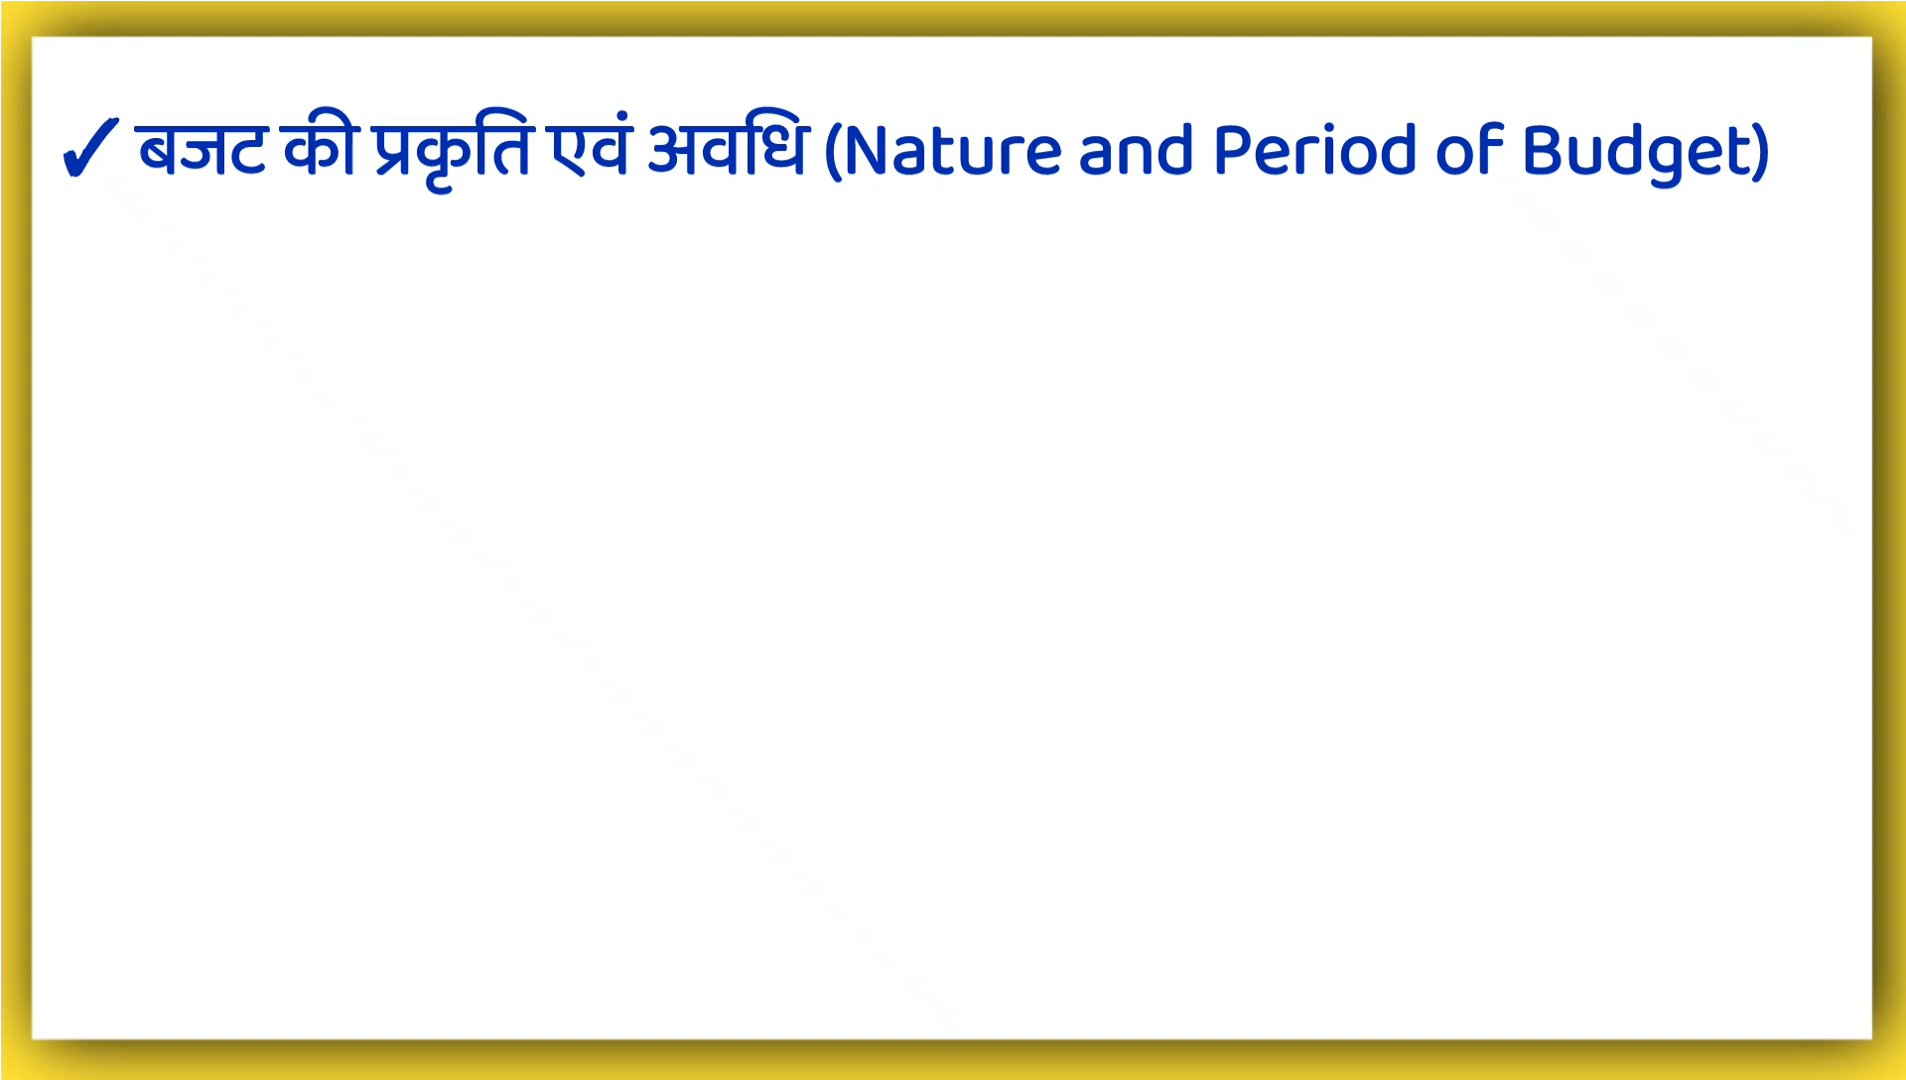 ✓ बजट की प्रकृति एवं अवधि (Nature and Period of Budget)